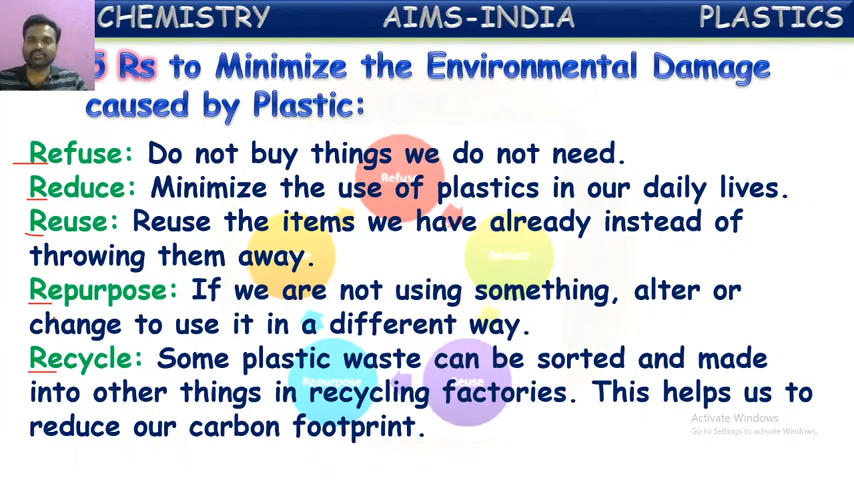 CHEMISTRY AIMS-INDIA PLASTICS
5 Rs to Minimize the Environmental Damage
caused by Plastic:
Refuse: Do not buy things we do not need.
Reduce: Minimize the use of plastics in our daily lives.
Reuse: Reuse the items we have already instead of
throwing them away.
Repurpose: If we are not using something, alter or
change to use it in a different way.
Recycle: Some plastic waste can be sorted and made
into other things in recycling factories. This helps us to
reduce our carbon footprint.
Refuse
Repurpose
Activate Windows
Go to Settings to activate Windows.